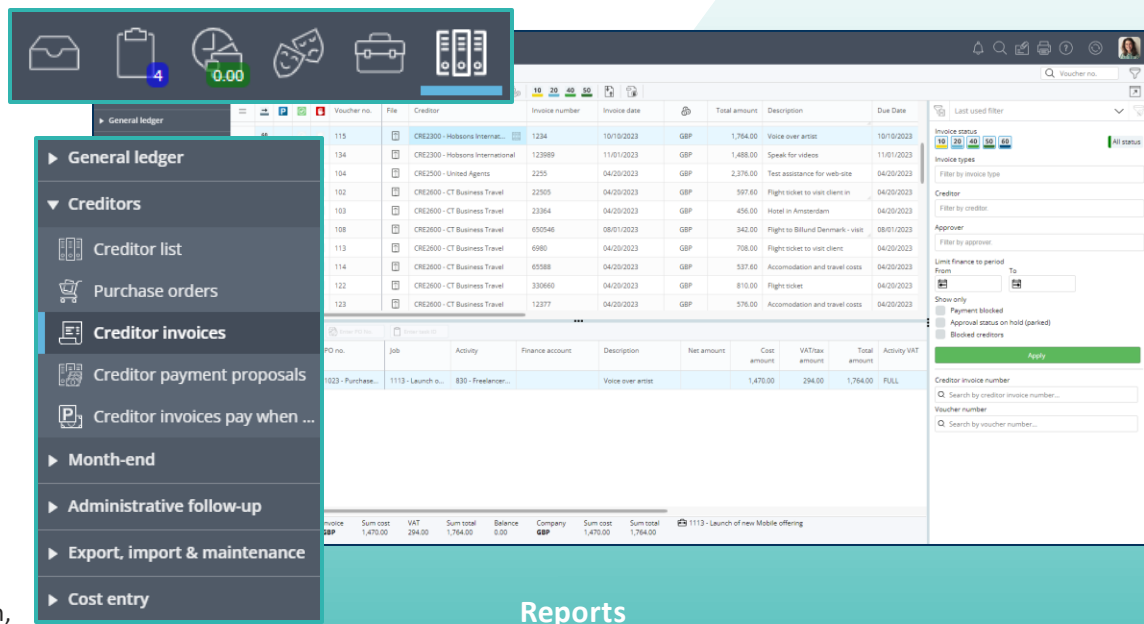 4
0.00
Voucher no.
10 20 40 50
General ledger
Voucher no. File Creditor Invoice number Invoice date Total amount Description Due Date
115 CRE2300 - Hobsons Internat... 1234 10/10/2023 GBP 1,764.00 Voice over artist 10/10/2023
134 CRE2300 - Hobsons International 123989 11/01/2023 GBP 1,488.00 Speak for videos 11/01/2023
104 CRE2500 - United Agents 2255 04/20/2023 GBP 2,376.00 Test assistance for web-site 04/20/2023
102 CRE2600 - CT Business Travel 22505 04/20/2023 GBP 597.60 Flight ticket to visit client in 04/20/2023
103 CRE2600 - CT Business Travel 23364 04/20/2023 GBP 456.00 Hotel in Amsterdam 04/20/2023
108 CRE2600 - CT Business Travel 650546 08/01/2023 GBP 342.00 Flight to Billund Denmark - visit 08/01/2023
113 CRE2600 - CT Business Travel 6980 04/20/2023 GBP 708.00 Flight ticket to visit client 04/20/2023
114 CRE2600 - CT Business Travel 65588 04/20/2023 GBP 537.60 Accomodation and travel costs 04/20/2023
122 CRE2600 - CT Business Travel 330660 04/20/2023 GBP 810.00 Flight ticket 04/20/2023
123 CRE2600 - CT Business Travel 12377 04/20/2023 GBP 576.00 Accomodation and travel costs 04/20/2023
General ledger
Creditors
Creditor list
Purchase orders
Creditor invoices
Creditor payment proposals
Creditor invoices pay when ...
Month-end
Administrative follow-up
Export, import & maintenance
Cost entry
PO no. Job Activity Finance account Description Net amount Cost amount VAT/tax amount Total amount Activity VAT
1023 - Purchase... 1113 - Launch o... 830 - Freelancer... Voice over artist 1,470.00 294.00 1,764.00 FULL
Invoice Sum cost VAT Sum total Balance Company Sum cost Sum total 1113 - Launch of new Mobile offering
GBP 1,470.00 294.00 1,764.00 0.00 GBP 1,470.00 1,764.00
Last used filter
Invoice status
10 20 40 50 60 All status
Invoice types
Filter by invoice type
Creditor
Filter by creditor
Approver
Filter by approver
Limit finance to period
From To
Show only
Payment blocked
Approval status on hold (parked)
Blocked creditors
Apply
Creditor invoice number
Search by creditor invoice number...
Voucher number
Search by voucher number...
Reports